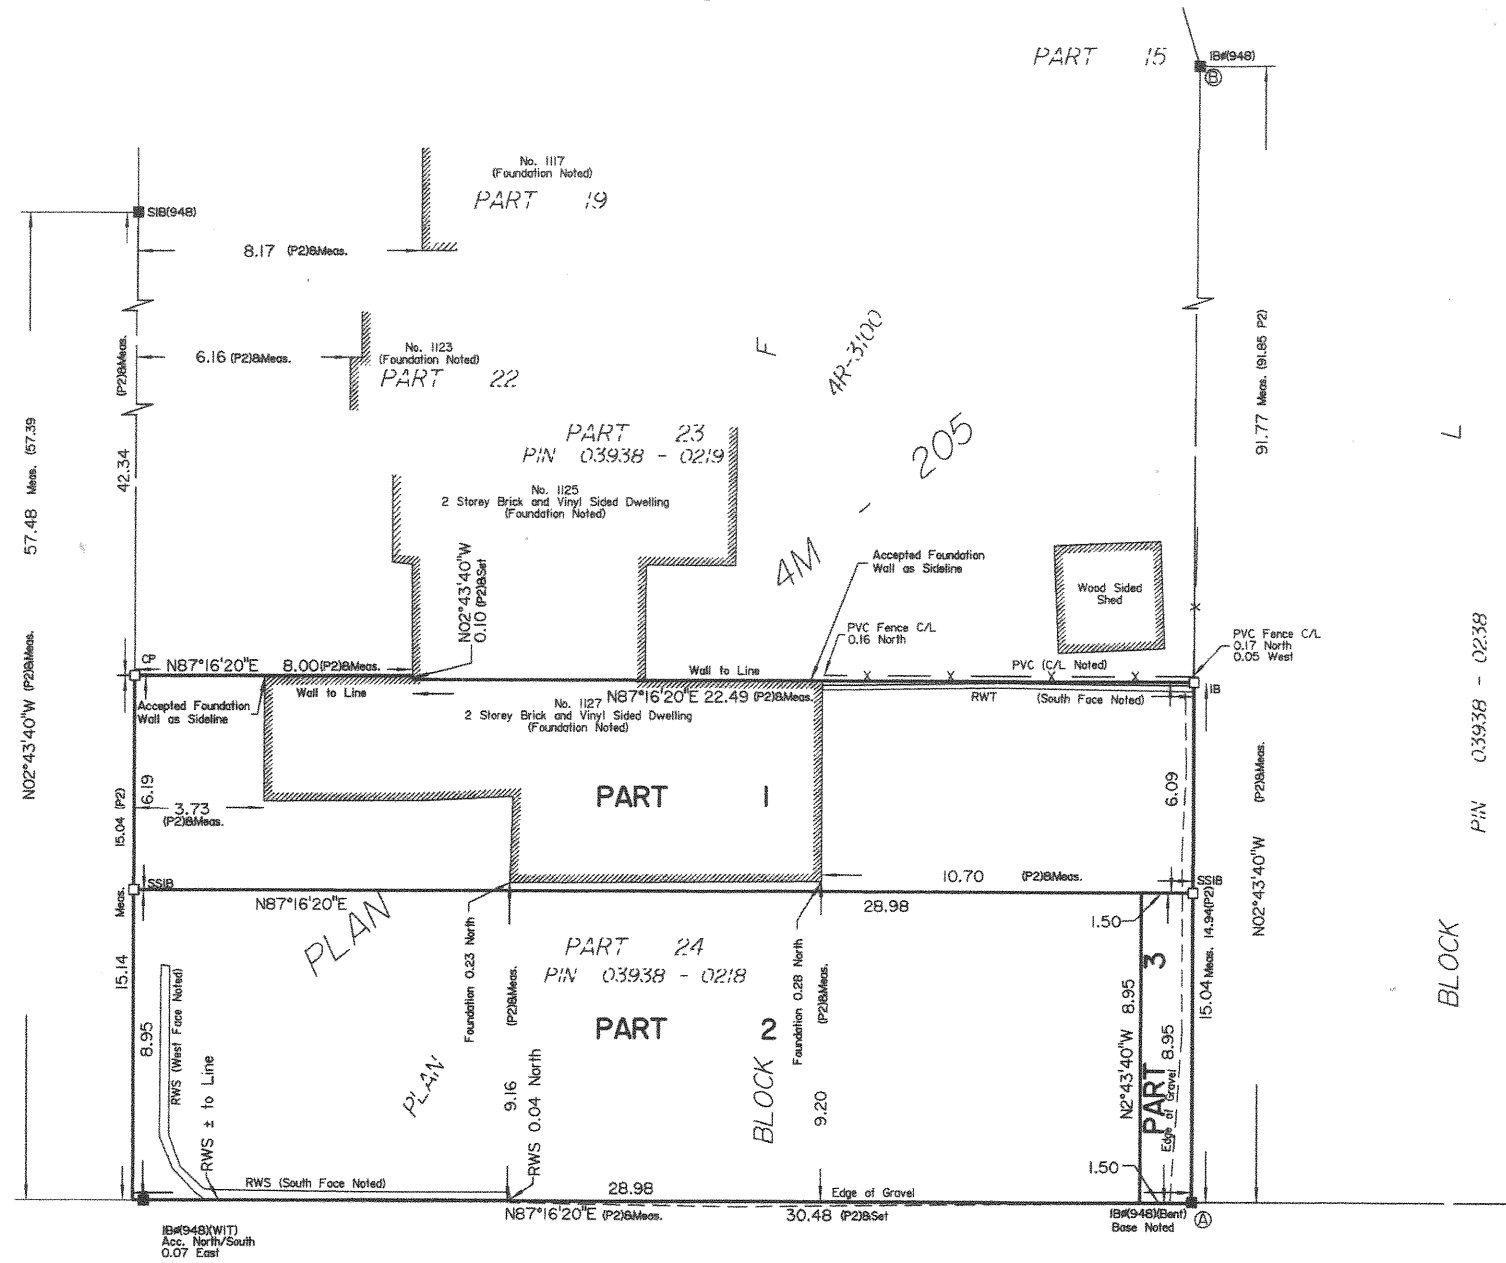 PART 15
IBø(948)
B
No. 1117
(Foundation Noted)
PART 19
SIB(948)
8.17 (P2)&Meas.
6.16 (P2)&Meas.
No. 1123
(Foundation Noted)
PART 22
(P2)&Meas.
42.34
57.48 Meas. (57.39
N02°43'40"W (P2)&Meas.
F
4R-3100
91.77 Meas. (91.85 P2)
L
PART 23
PIN 03938 - 0219
No. 1125
2 Storey Brick and Vinyl Sided Dwelling
(Foundation Noted)
4M - 205
N02°43'40"W
0.10 (P2)&Set
Accepted Foundation
Wall as Sideline
Wood Sided
Shed
PVC Fence C/L
0.16 North
PVC Fence C/L
0.17 North
0.05 West
PIN 03938 - 0238
CP
N87°16'20"E 8.00(P2)&Meas.
Wall to Line
Wall to Line
PVC (C/L Noted)
IB
Accepted Foundation
Wall as Sideline
N87°16'20"E 22.49 (P2)&Meas.
RWT (South Face Noted)
No. 1127
2 Storey Brick and Vinyl Sided Dwelling
(Foundation Noted)
PART 1
15.04 (P2)
6.19
3.73
(P2)&Meas.
6.09
(P2)&Meas.
N02°43'40"W
SSIB
10.70 (P2)&Meas.
SSIB
Meas.
15.14
N87°16'20"E
28.98
1.50
PLAN
PART 24
PIN 03938 - 0218
PART 2
Foundation 0.23 North
(P2)&Meas.
9.16
Foundation 0.28 North
(P2)&Meas.
9.20
15.04 Meas. 14.94(P2)
BLOCK
N2°43'40"W 8.95
PART 3
8.95
Edge of Gravel
8.95
RWS (West Face Noted)
RWS ± to Line
PLAN
RWS 0.04 North
BLOCK
1.50
RWS (South Face Noted)
28.98
Edge of Gravel
N87°16'20"E (P2)&Meas.
30.48 (P2)&Set
IBø(948)(Bent)
Base Noted
A
IBø(948)(WIT)
Acc. North/South
0.07 East